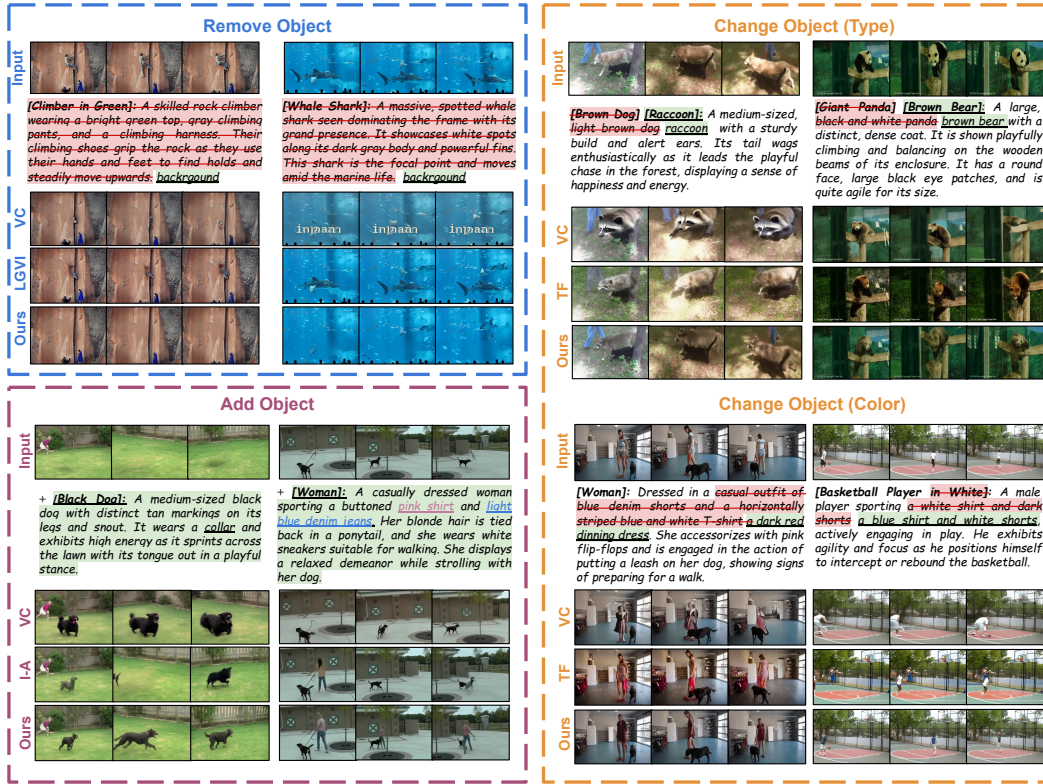 Remove Object
Input
[Climber in Green]: A skilled rock climber
wearing a bright green top, gray climbing
pants, and a climbing harness. Their
climbing shoes grip the rock as they use
their hands and feet to find holds and
steadily move upwards. background
[Whale Shark]: A massive, spotted whale
shark seen dominating the frame with its
grand presence. It showcases white spots
along its dark gray body and powerful fins.
This shark is the focal point and moves
amid the marine life. background
VC
LGVI
Ours
Add Object
Input
+ [Black Dog]: A medium-sized black
dog with distinct tan markings on its
legs and snout. It wears a collar and
exhibits high energy as it sprints across
the lawn with its tongue out in a playful
stance.
+ [Woman]: A casually dressed woman
sporting a buttoned pink shirt and light
blue denim jeans. Her blonde hair is tied
back in a ponytail, and she wears white
sneakers suitable for walking. She displays
a relaxed demeanor while strolling with
her dog.
VC
I-A
Ours
Change Object (Type)
Input
[Brown Dog] [Raccoon]: A medium-sized,
light brown dog raccoon with a sturdy
build and alert ears. Its tail wags
enthusiastically as it leads the playful
chase in the forest, displaying a sense of
happiness and energy.
[Giant Panda] [Brown Bear]: A large,
black and white panda brown bear with a
distinct, dense coat. It is shown playfully
climbing and balancing on the wooden
beams of its enclosure. It has a round
face, large black eye patches, and is
quite agile for its size.
VC
TF
Ours
Change Object (Color)
Input
[Woman]: Dressed in a casual outfit of
blue denim shorts and a horizontally
striped blue and white T-shirt a dark red
dinning dress. She accessorizes with pink
flip-flops and is engaged in the action of
putting a leash on her dog, showing signs
of preparing for a walk.
[Basketball Player in White]: A male
player sporting a white shirt and dark
shorts a blue shirt and white shorts,
actively engaging in play. He exhibits
agility and focus as he positions himself
to intercept or rebound the basketball.
VC
TF
Ours